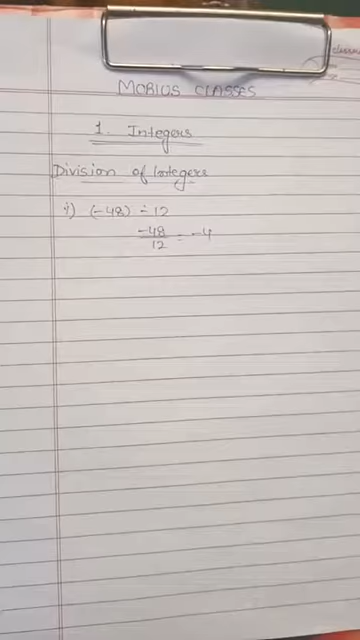 MOBIUS CLASSES
1. Integers
Division of Integers
i) (-48) ÷ 12
-48/12 = -4